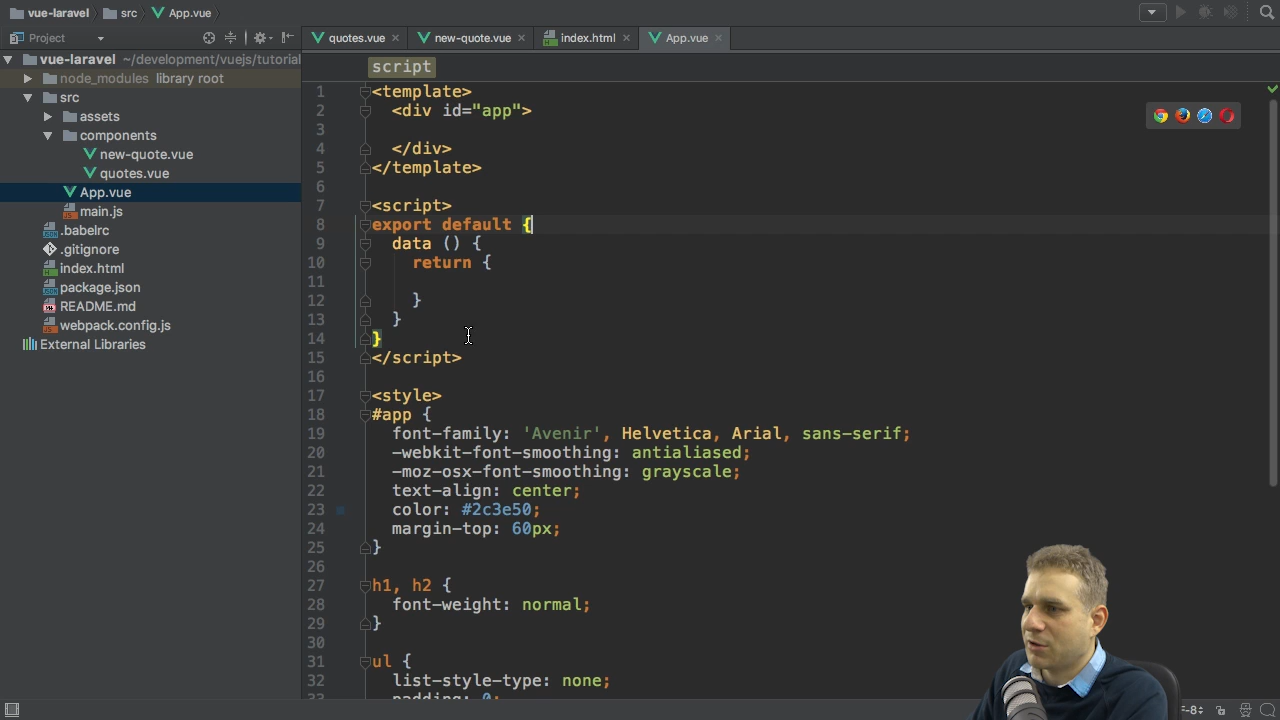 vue-laravel src App.vue
Project quotes.vue new-quote.vue index.html App.vue
vue-laravel ~/development/vuejs/tutorial
node_modules library root
src
assets
components
new-quote.vue
quotes.vue
App.vue
main.js
.babelrc
.gitignore
index.html
package.json
README.md
webpack.config.js
External Libraries
script
1 <template>
2 <div id="app">
3
4 </div>
5 </template>
6
7 <script>
8 export default {
9 data () {
10 return {
11
12 }
13 }
14 }
15 </script>
16
17 <style>
18 #app {
19 font-family: 'Avenir', Helvetica, Arial, sans-serif;
20 -webkit-font-smoothing: antialiased;
21 -moz-osx-font-smoothing: grayscale;
22 text-align: center;
23 color: #2c3e50;
24 margin-top: 60px;
25 }
26
27 h1, h2 {
28 font-weight: normal;
29 }
30
31 ul {
32 list-style-type: none;
33 padding: 0;